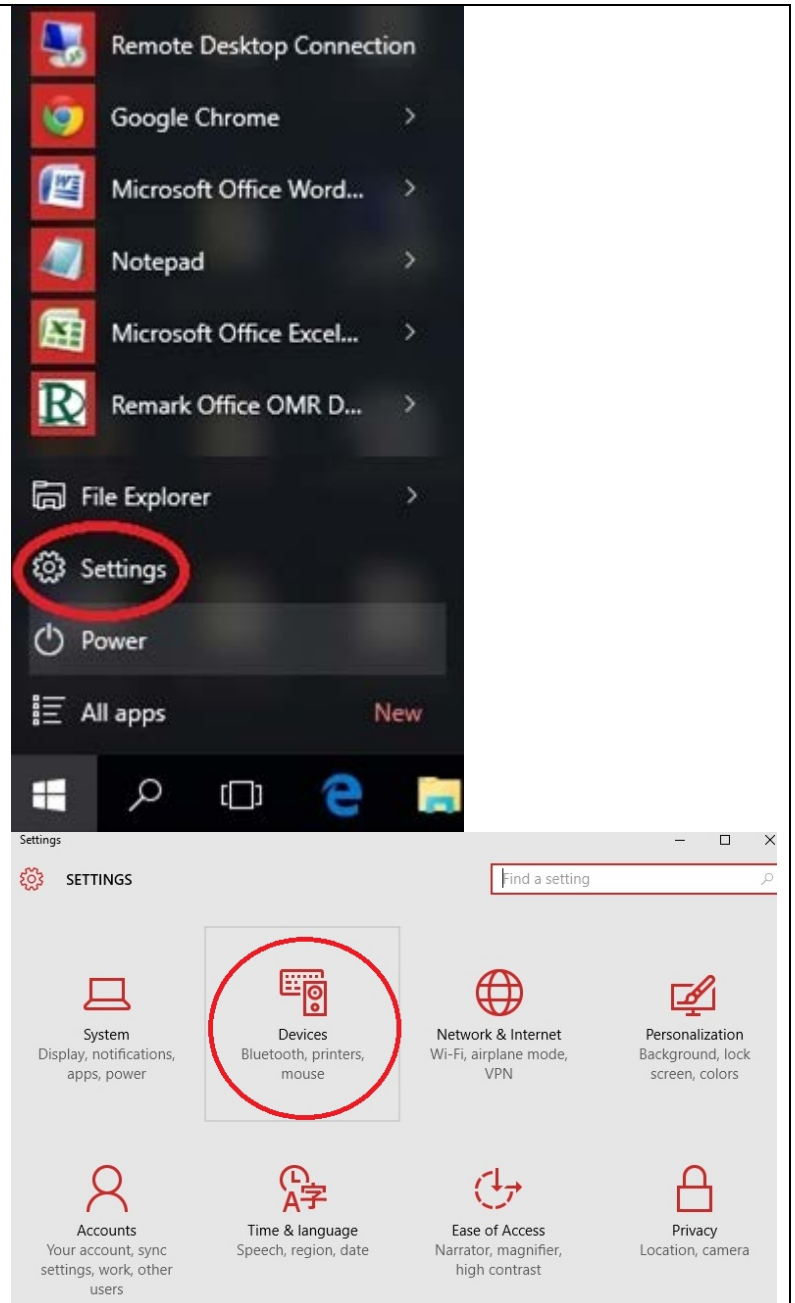 Remote Desktop Connection
Google Chrome
Microsoft Office Word...
Notepad
Microsoft Office Excel...
Remark Office OMR D...
File Explorer
Settings
Power
All apps New
Settings
SETTINGS
Find a setting
System
Display, notifications,
apps, power
Devices
Bluetooth, printers,
mouse
Network & Internet
Wi-Fi, airplane mode,
VPN
Personalization
Background, lock
screen, colors
Accounts
Your account, sync
settings, work, other
users
Time & language
Speech, region, date
Ease of Access
Narrator, magnifier,
high contrast
Privacy
Location, camera